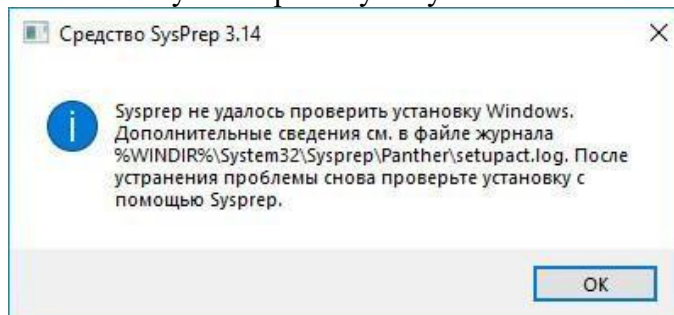 Средство SysPrep 3.14
Sysprep не удалось проверить установку Windows.
Дополнительные сведения см. в файле журнала
%WINDIR%\System32\Sysprep\Panther\setupact.log. После
устранения проблемы снова проверьте установку с
помощью Sysprep.
ОК